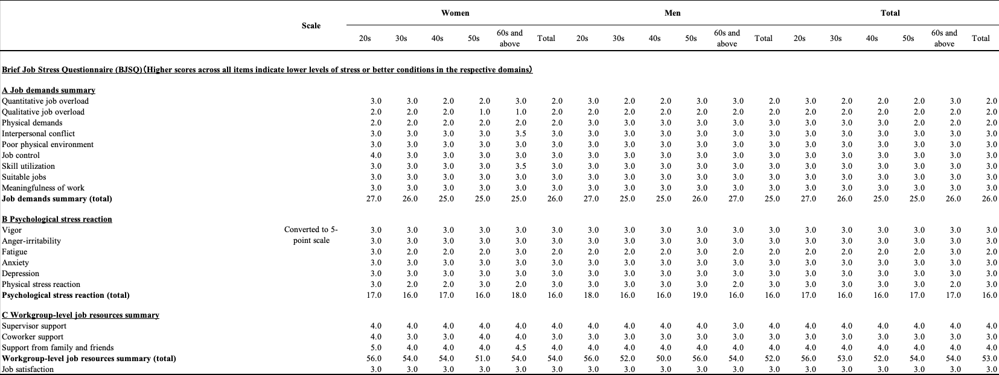 Women Men Total
Scale
20s 30s 40s 50s 60s and above Total 20s 30s 40s 50s 60s and above Total 20s 30s 40s 50s 60s and above Total
Brief Job Stress Questionnaire (BJSQ)(Higher scores across all items indicate lower levels of stress or better conditions in the respective domains)
A Job demands summary
Quantitative job overload 3.0 3.0 2.0 2.0 3.0 2.0 3.0 2.0 2.0 3.0 3.0 2.0 3.0 2.0 2.0 2.0 3.0 2.0
Qualitative job overload 2.0 2.0 2.0 1.0 1.0 2.0 2.0 2.0 2.0 2.0 2.0 2.0 2.0 2.0 2.0 2.0 2.0 2.0
Physical demands 2.0 2.0 2.0 2.0 2.0 2.0 3.0 3.0 3.0 3.0 3.0 3.0 3.0 3.0 3.0 2.0 2.0 2.0
Interpersonal conflict 3.0 3.0 3.0 3.0 3.5 3.0 3.0 3.0 3.0 3.0 3.0 3.0 3.0 3.0 3.0 3.0 3.0 3.0
Poor physical environment 3.0 3.0 3.0 3.0 3.0 3.0 3.0 3.0 3.0 3.0 3.0 3.0 3.0 3.0 3.0 3.0 3.0 3.0
Job control 4.0 3.0 3.0 3.0 3.0 3.0 3.0 3.0 3.0 3.0 3.0 3.0 3.0 3.0 3.0 3.0 3.0 3.0
Skill utilization 3.0 3.0 3.0 3.0 3.5 3.0 3.0 3.0 3.0 3.0 3.0 3.0 3.0 3.0 3.0 3.0 3.0 3.0
Suitable jobs 3.0 3.0 3.0 3.0 3.0 3.0 3.0 3.0 3.0 3.0 3.0 3.0 3.0 3.0 3.0 3.0 3.0 3.0
Meaningfulness of work 3.0 3.0 3.0 3.0 3.0 3.0 3.0 3.0 3.0 3.0 3.0 3.0 3.0 3.0 3.0 3.0 3.0 3.0
Job demands summary (total) 27.0 26.0 25.0 25.0 25.0 26.0 27.0 25.0 25.0 26.0 27.0 25.0 27.0 26.0 25.0 25.0 26.0 26.0
B Psychological stress reaction
Vigor Converted to 5- 3.0 3.0 3.0 3.0 3.0 3.0 3.0 3.0 3.0 3.0 3.0 3.0 3.0 3.0 3.0 3.0 3.0 3.0
Anger-irritability point scale 3.0 3.0 3.0 3.0 3.0 3.0 3.0 3.0 3.0 3.0 3.0 3.0 3.0 3.0 3.0 3.0 3.0 3.0
Fatigue 3.0 2.0 2.0 2.0 3.0 2.0 2.0 2.0 2.0 3.0 2.0 2.0 2.0 2.0 2.0 2.0 3.0 2.0
Anxiety 3.0 3.0 3.0 3.0 3.0 3.0 3.0 3.0 3.0 3.0 3.0 3.0 3.0 3.0 3.0 3.0 3.0 3.0
Depression 3.0 3.0 3.0 3.0 3.0 3.0 3.0 3.0 3.0 3.0 3.0 3.0 3.0 3.0 3.0 3.0 3.0 3.0
Physical stress reaction 3.0 2.0 2.0 3.0 2.0 3.0 3.0 3.0 3.0 3.0 2.0 3.0 3.0 3.0 3.0 3.0 2.0 3.0
Psychological stress reaction (total) 17.0 16.0 17.0 16.0 18.0 16.0 18.0 16.0 16.0 19.0 16.0 16.0 17.0 16.0 16.0 17.0 17.0 16.0
C Workgroup-level job resources summary
Supervisor support 4.0 4.0 4.0 4.0 4.0 4.0 4.0 4.0 4.0 4.0 3.0 4.0 4.0 4.0 4.0 4.0 4.0 4.0
Coworker support 4.0 3.0 3.0 4.0 4.0 3.0 3.0 3.0 3.0 3.0 3.0 3.0 3.0 3.0 3.0 3.0 3.0 3.0
Support from family and friends 5.0 4.0 4.0 4.0 4.5 4.0 4.0 4.0 4.0 4.0 4.0 4.0 4.0 4.0 4.0 4.0 4.0 4.0
Workgroup-level job resources summary (total) 56.0 54.0 54.0 51.0 54.0 54.0 56.0 52.0 50.0 56.0 54.0 52.0 56.0 53.0 52.0 54.0 54.0 53.0
Job satisfaction 3.0 3.0 3.0 3.0 3.0 3.0 3.0 3.0 3.0 3.0 3.0 3.0 3.0 3.0 3.0 3.0 3.0 3.0